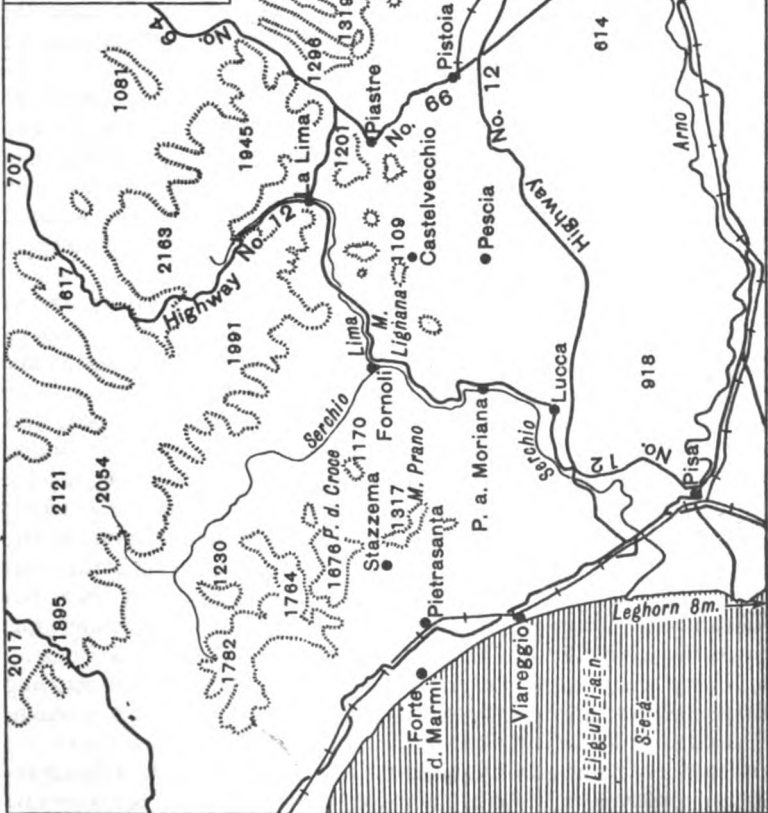 2017
1895
2121
1617
707
2054
1081
No. 64
2163
Highway
No. 12
1782
1230
1991
1945
1764
Serchio
La Lima
1676
P. d. Croce
1170
Lima
1296
1319
1201
Stazzema
Fornoli
M.
Lignana
1109
Piastre
1317
M. Prano
No. 66
Forte
d. Marmi
Pietrasanta
Castelvecchio
Pistoia
P. a. Moriana
Pescia
No. 12
Viareggio
Serchio
Lucca
Highway
Ligurian
Sea
Leghorn 8m.
No. 12
Pisa
918
614
Arno